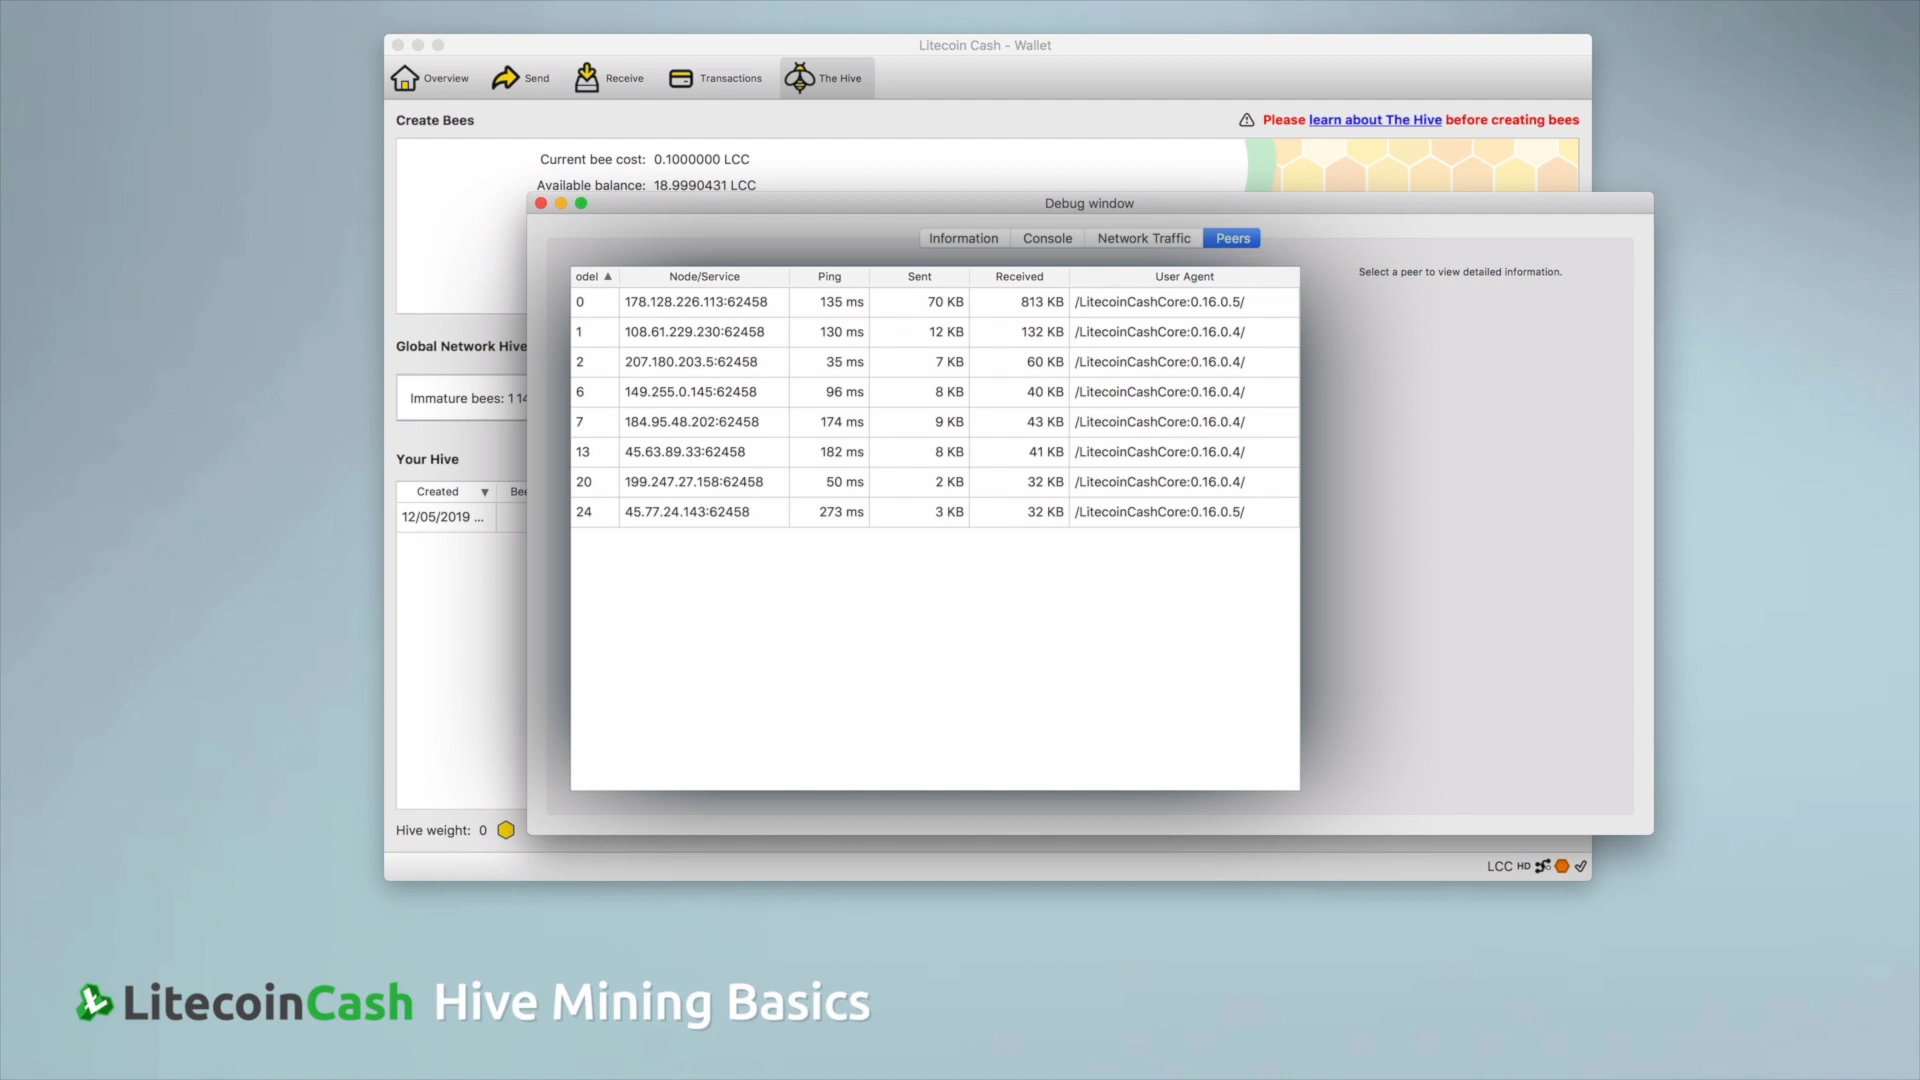 Litecoin Cash - Wallet
Overview Send Receive Transactions The Hive
Create Bees
Please learn about The Hive before creating bees
Current bee cost: 0.1000000 LCC
Available balance: 18.9990431 LCC
Debug window
Information Console Network Traffic Peers
Select a peer to view detailed information.
odeI ▲ Node/Service Ping Sent Received User Agent
0 178.128.226.113:62458 135 ms 70 KB 813 KB /LitecoinCashCore:0.16.0.5/
1 108.61.229.230:62458 130 ms 12 KB 132 KB /LitecoinCashCore:0.16.0.4/
2 207.180.203.5:62458 35 ms 7 KB 60 KB /LitecoinCashCore:0.16.0.4/
6 149.255.0.145:62458 96 ms 8 KB 40 KB /LitecoinCashCore:0.16.0.4/
7 184.95.48.202:62458 174 ms 9 KB 43 KB /LitecoinCashCore:0.16.0.4/
13 45.63.89.33:62458 182 ms 8 KB 41 KB /LitecoinCashCore:0.16.0.4/
20 199.247.27.158:62458 50 ms 2 KB 32 KB /LitecoinCashCore:0.16.0.4/
24 45.77.24.143:62458 273 ms 3 KB 32 KB /LitecoinCashCore:0.16.0.5/
Global Network Hive
Immature bees: 114
Your Hive
Created ▼ Bee
12/05/2019 ...
Hive weight: 0
LCC HD
LitecoinCash Hive Mining Basics